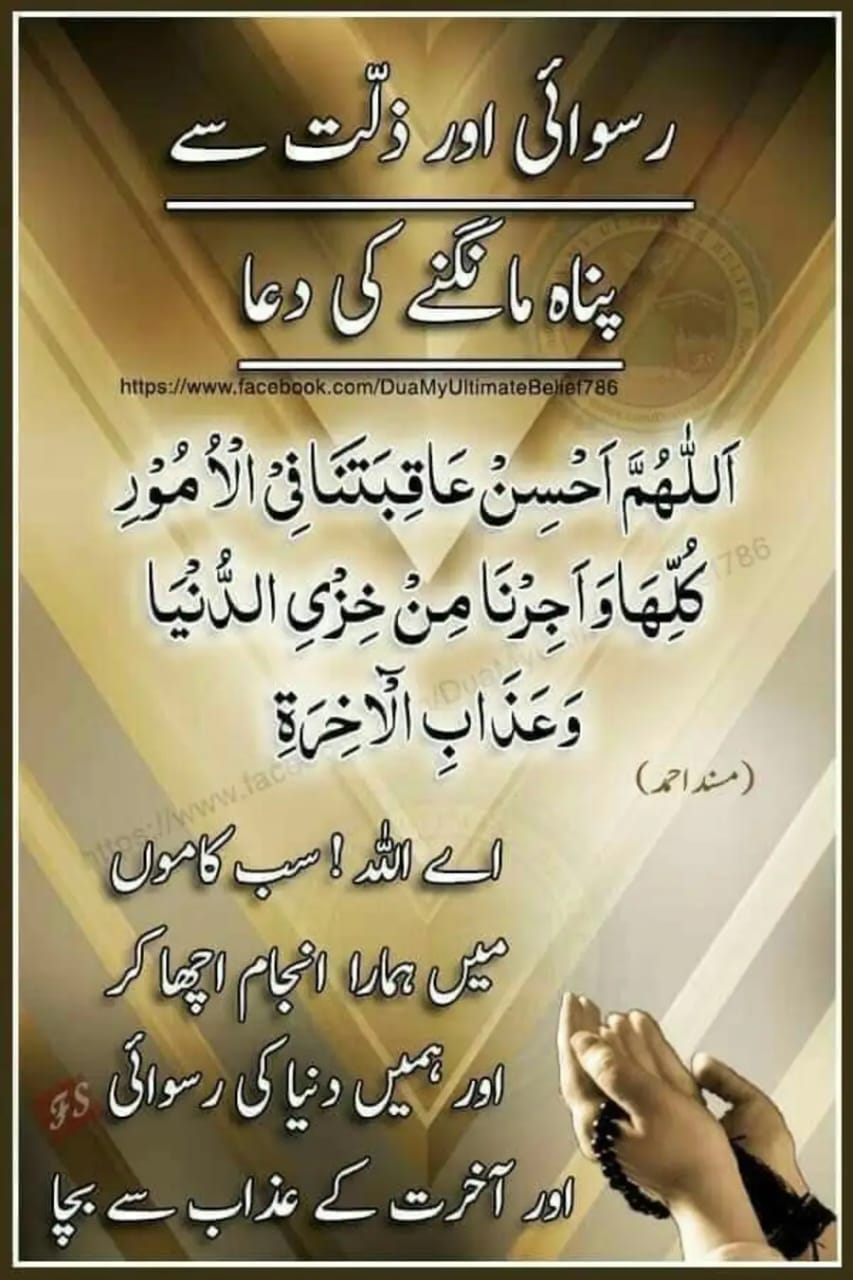 رسوائی اور ذلّت سے
پناہ مانگنے کی دعا
https://www.facebook.com/DuaMyUltimateBelief786
اَللّٰهُمَّ اَحْسِنْ عَاقِبَتَنَا فِیْ الْاُمُوْرِ
كُلِّهَا وَاَجِرْنَا مِنْ خِزْیِ الدُّنْیَا
وَعَذَابِ الْاٰخِرَةِ
(مسند احمد)
اے اللہ ! سب کاموں
میں ہمارا انجام اچھا کر
اور ہمیں دنیا کی رسوائی
اور آخرت کے عذاب سے بچا
FS